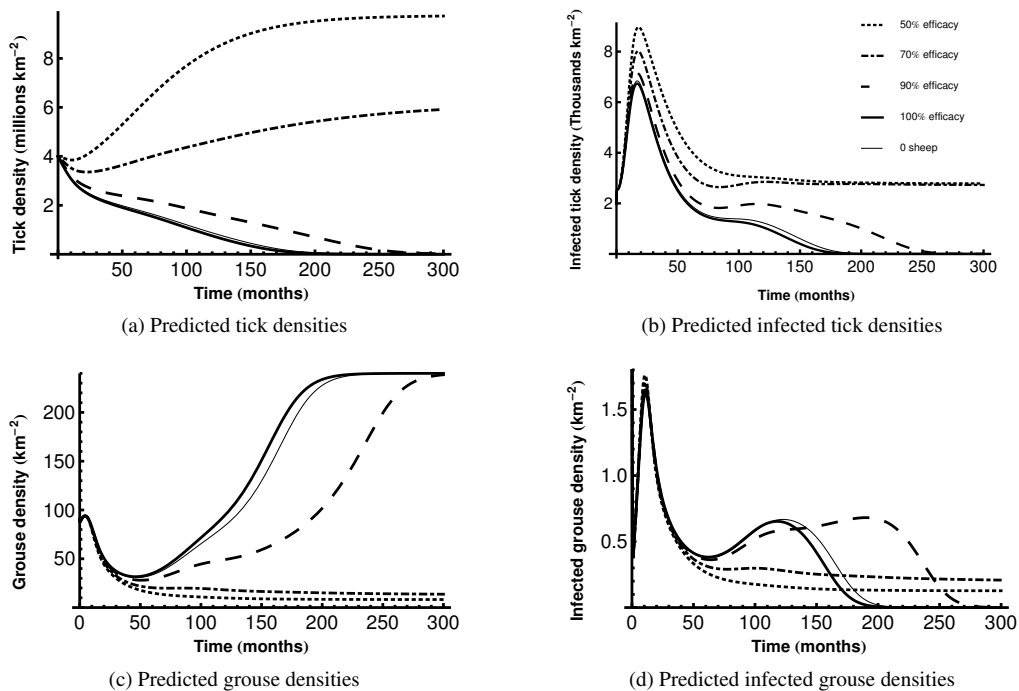 Tick density (millions km−2)
8
6
4
2
50 100 150 200 250 300
Time (months)
(a) Predicted tick densities
Infected tick density (Thousands km−2)
8
6
4
2
50 100 150 200 250 300
Time (months)
50% efficacy
70% efficacy
90% efficacy
100% efficacy
0 sheep
(b) Predicted infected tick densities
Grouse density (km−2)
200
150
100
50
0 50 100 150 200 250 300
Time (months)
(c) Predicted grouse densities
Infected grouse density (km−2)
1.5
1.0
0.5
0 50 100 150 200 250 300
Time (months)
(d) Predicted infected grouse densities